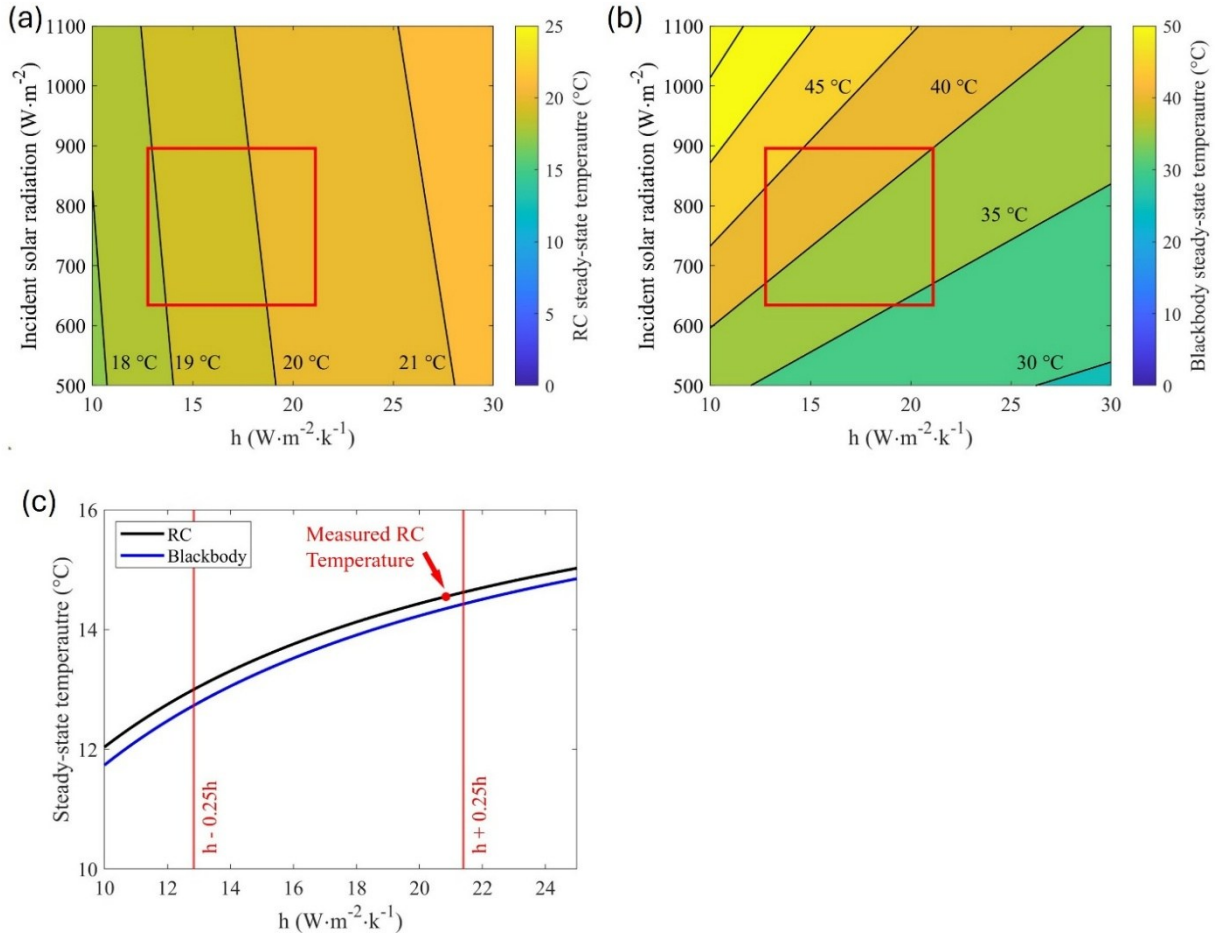 (a)
1100
1000
900
800
700
600
500
Incident solar radiation (W·m⁻²)
18 °C
19 °C
20 °C
21 °C
10
15
20
25
30
h (W·m⁻²·k⁻¹)
25
20
15
10
5
0
RC steady-state temperautre (°C)
(b)
1100
1000
900
800
700
600
500
Incident solar radiation (W·m⁻²)
45 °C
40 °C
35 °C
30 °C
10
15
20
25
30
h (W·m⁻²·k⁻¹)
50
40
30
20
10
0
Blackbody steady-state temperautre (°C)
(c)
16
14
12
10
Steady-state temperautre (°C)
RC
Blackbody
Measured RC
Temperature
h - 0.25h
h + 0.25h
10
12
14
16
18
20
22
24
h (W·m⁻²·k⁻¹)